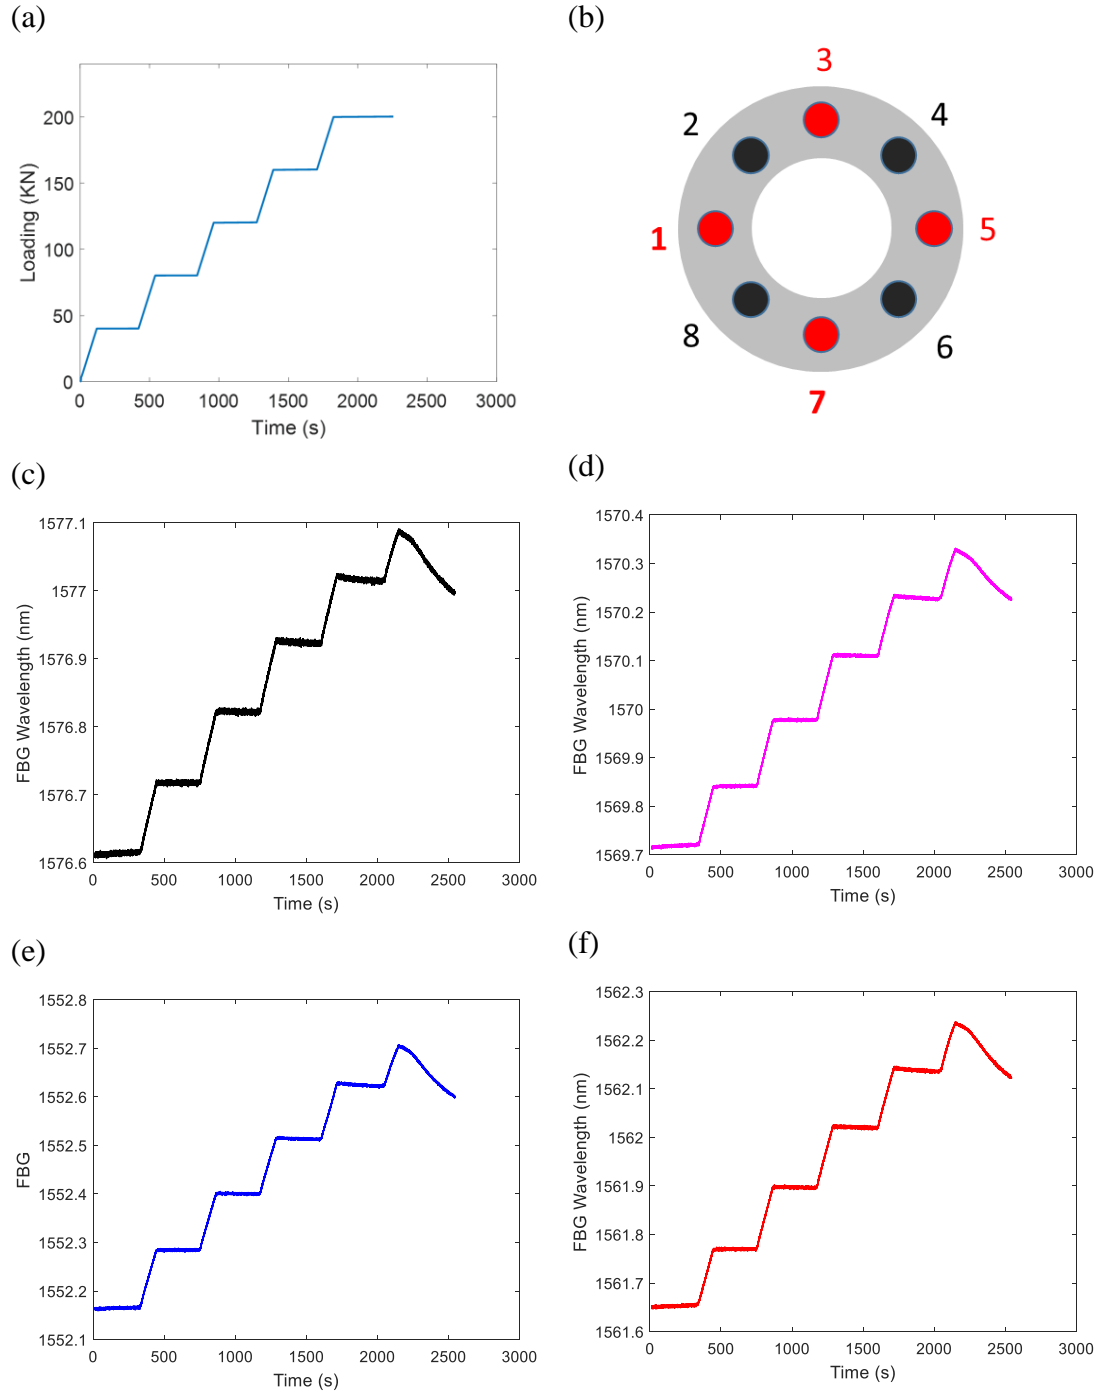 (a)
200
150
100
50
0
Loading (KN)
0 500 1000 1500 2000 2500 3000
Time (s)
(b)
3
2 4
1 5
8 6
7
(c)
1577.1
1577
1576.9
1576.8
1576.7
1576.6
FBG Wavelength (nm)
0 500 1000 1500 2000 2500 3000
Time (s)
(d)
1570.4
1570.3
1570.2
1570.1
1570
1569.9
1569.8
1569.7
FBG Wavelength (nm)
0 500 1000 1500 2000 2500 3000
Time (s)
(e)
1552.8
1552.7
1552.6
1552.5
1552.4
1552.3
1552.2
1552.1
FBG
0 500 1000 1500 2000 2500 3000
Time (s)
(f)
1562.3
1562.2
1562.1
1562
1561.9
1561.8
1561.7
1561.6
FBG Wavelength (nm)
0 500 1000 1500 2000 2500 3000
Time (s)